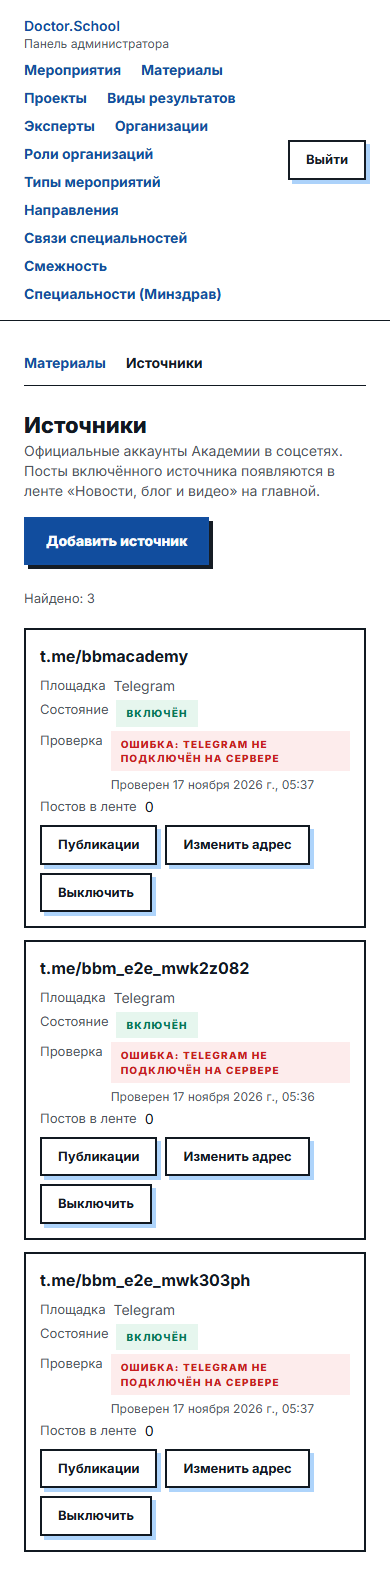 Doctor.School
Панель администратора
Мероприятия Материалы
Проекты Виды результатов
Эксперты Организации
Роли организаций
Выйти
Типы мероприятий
Направления
Связи специальностей
Смежность
Специальности (Минздрав)
Материалы Источники
Источники
Официальные аккаунты Академии в соцсетях.
Посты включённого источника появляются в
ленте «Новости, блог и видео» на главной.
Добавить источник
Найдено: 3
t.me/bbmacademy
Площадка Telegram
Состояние ВКЛЮЧЁН
Проверка ОШИБКА: TELEGRAM НЕ
ПОДКЛЮЧЁН НА СЕРВЕРЕ
Проверен 17 ноября 2026 г., 05:37
Постов в ленте 0
Публикации Изменить адрес
Выключить
t.me/bbm_e2e_mwk2z082
Площадка Telegram
Состояние ВКЛЮЧЁН
Проверка ОШИБКА: TELEGRAM НЕ
ПОДКЛЮЧЁН НА СЕРВЕРЕ
Проверен 17 ноября 2026 г., 05:36
Постов в ленте 0
Публикации Изменить адрес
Выключить
t.me/bbm_e2e_mwk303ph
Площадка Telegram
Состояние ВКЛЮЧЁН
Проверка ОШИБКА: TELEGRAM НЕ
ПОДКЛЮЧЁН НА СЕРВЕРЕ
Проверен 17 ноября 2026 г., 05:37
Постов в ленте 0
Публикации Изменить адрес
Выключить